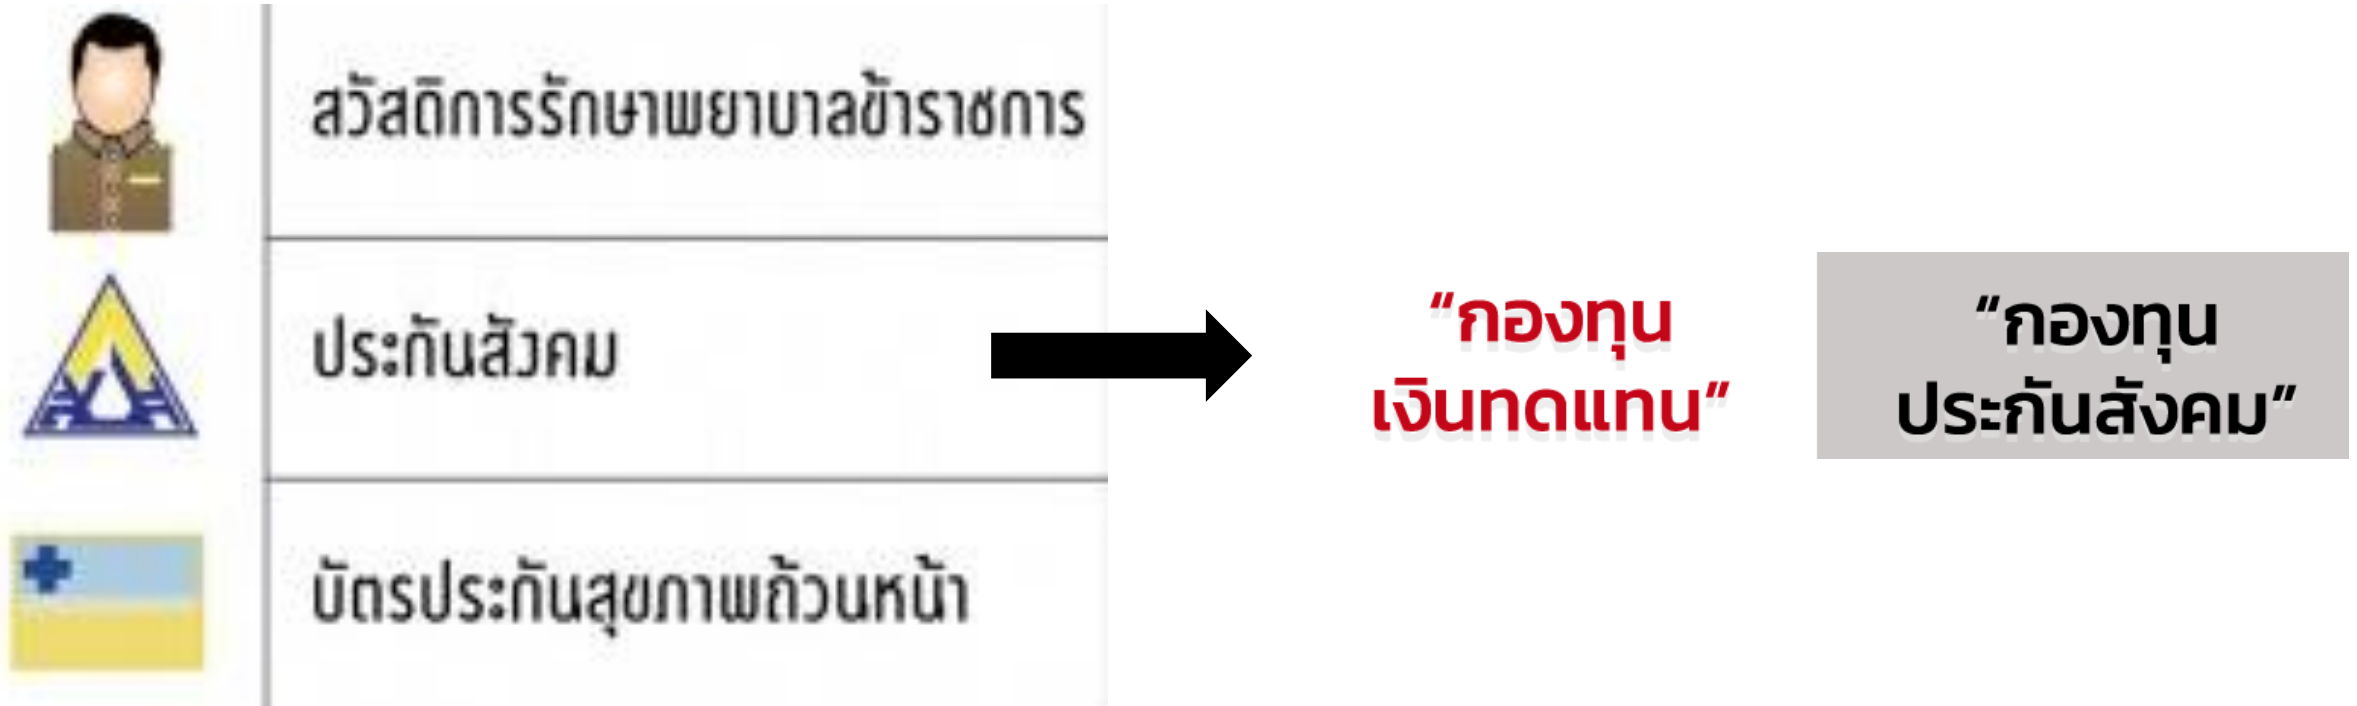 สวัสดิการรักษาพยาบาลข้าราชการ
ประกันสังคม
บัตรประกันสุขภาพถ้วนหน้า
“กองทุน
เงินทดแทน”
“กองทุน
ประกันสังคม”